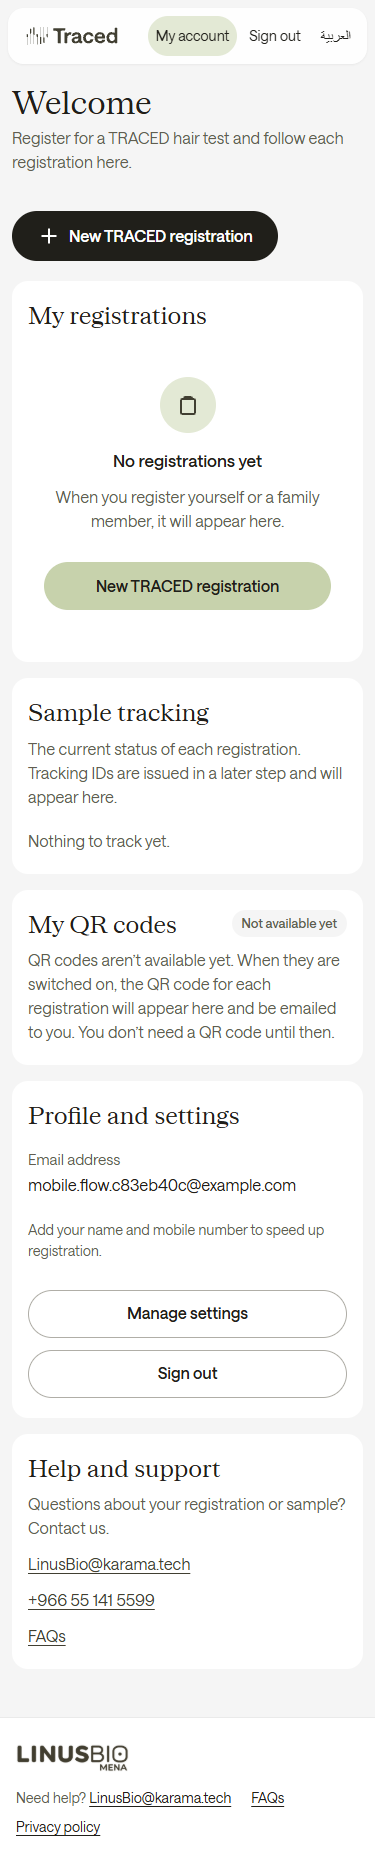 Traced
My account
Sign out
العربية
Welcome
Register for a TRACED hair test and follow each
registration here.
New TRACED registration
My registrations
No registrations yet
When you register yourself or a family
member, it will appear here.
New TRACED registration
Sample tracking
The current status of each registration.
Tracking IDs are issued in a later step and will
appear here.
Nothing to track yet.
My QR codes
Not available yet
QR codes aren't available yet. When they are
switched on, the QR code for each
registration will appear here and be emailed
to you. You don't need a QR code until then.
Profile and settings
Email address
mobile.flow.c83eb40c@example.com
Add your name and mobile number to speed up
registration.
Manage settings
Sign out
Help and support
Questions about your registration or sample?
Contact us.
LinusBio@karama.tech
+966 55 141 5599
FAQs
LINUSBIO
MENA
Need help? LinusBio@karama.tech FAQs
Privacy policy